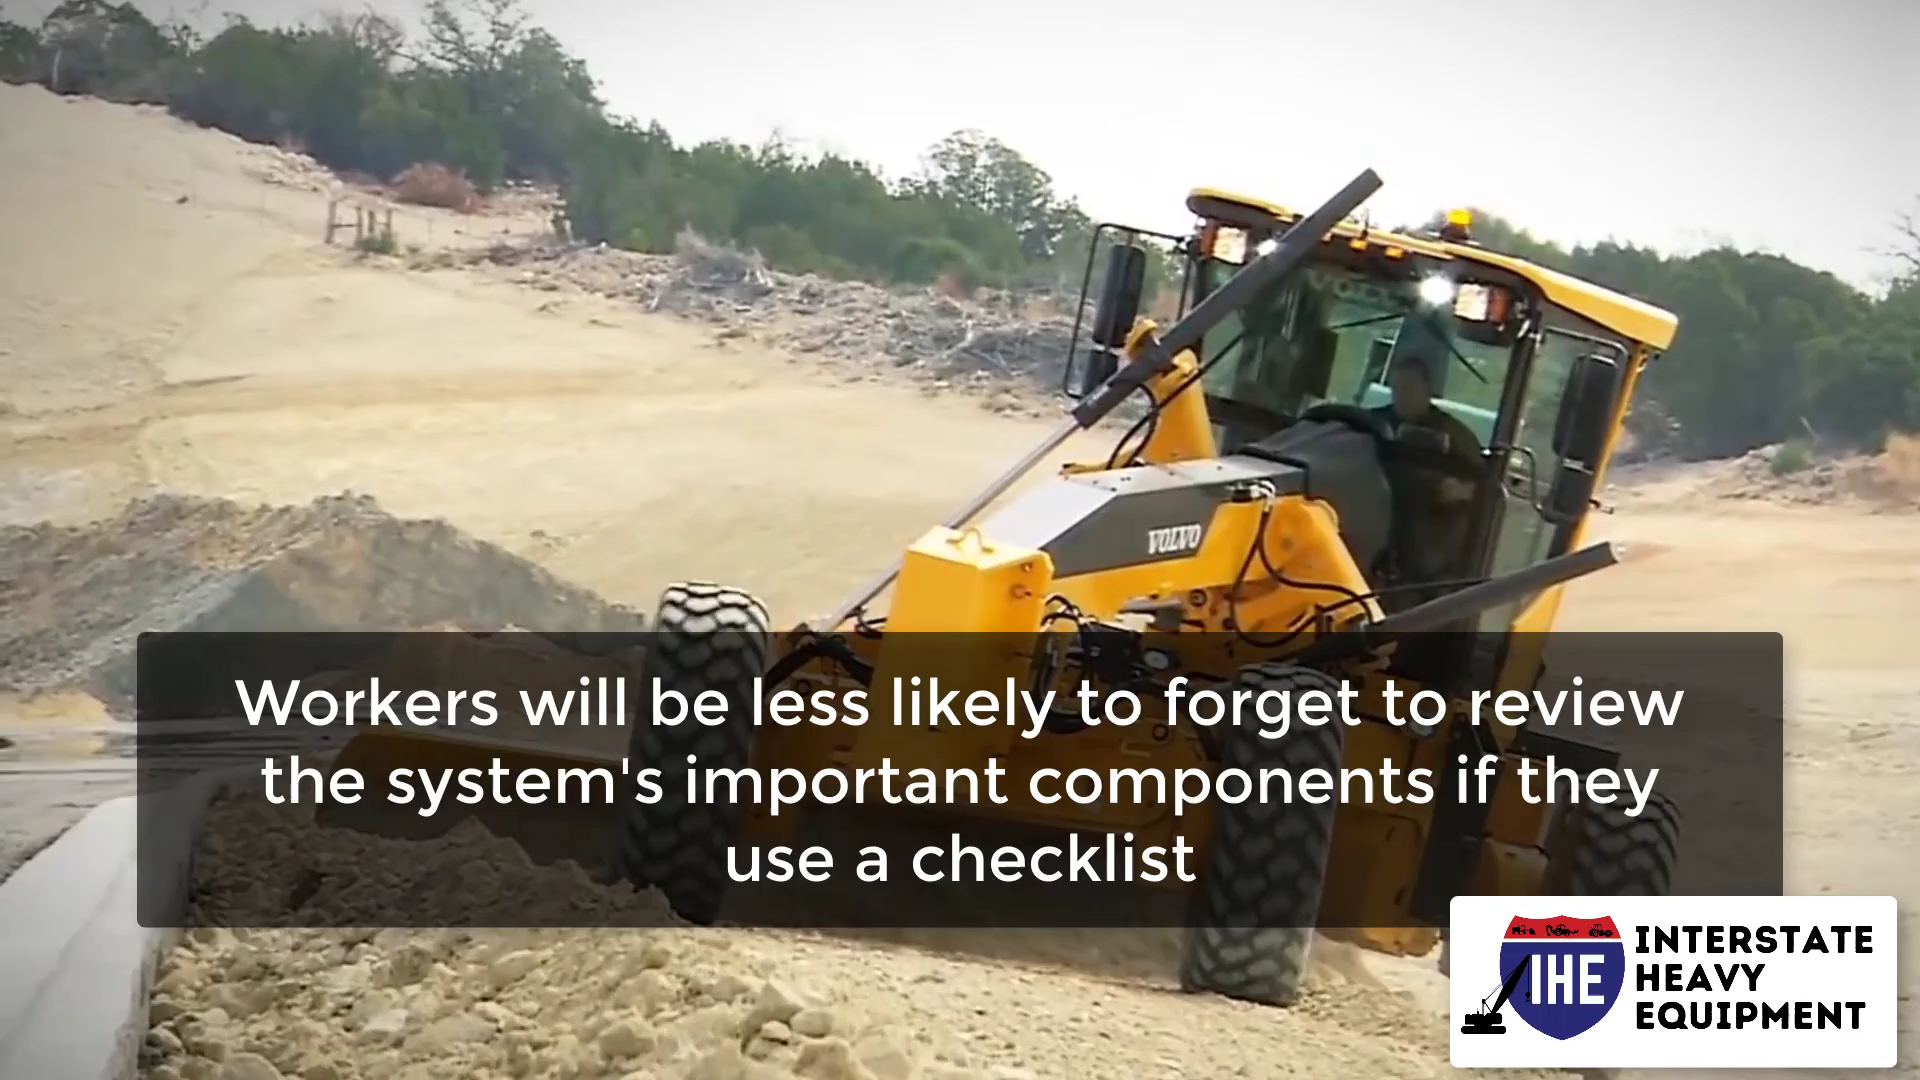 VOLVO
Workers will be less likely to forget to review
the system's important components if they
use a checklist
IHE
INTERSTATE
HEAVY
EQUIPMENT